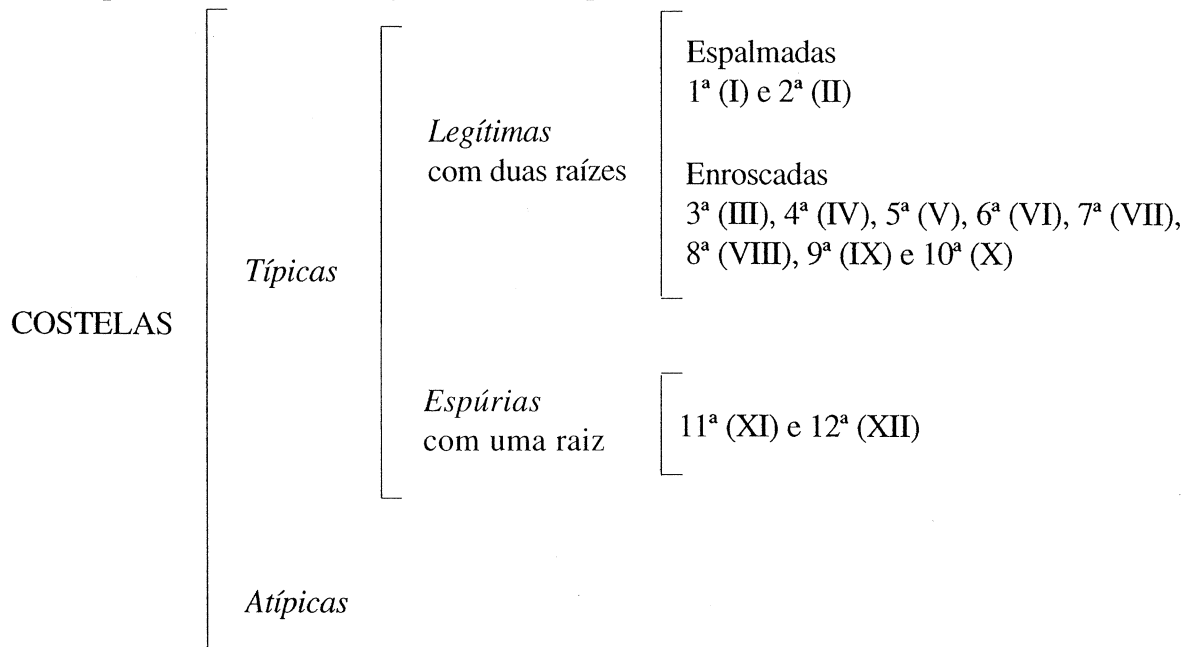 Espalmadas
1ª (I) e 2ª (II)
Legítimas
com duas raízes
Enroscadas
3ª (III), 4ª (IV), 5ª (V), 6ª (VI), 7ª (VII),
8ª (VIII), 9ª (IX) e 10ª (X)
Típicas
COSTELAS
Espúrias
com uma raiz
11ª (XI) e 12ª (XII)
Atípicas